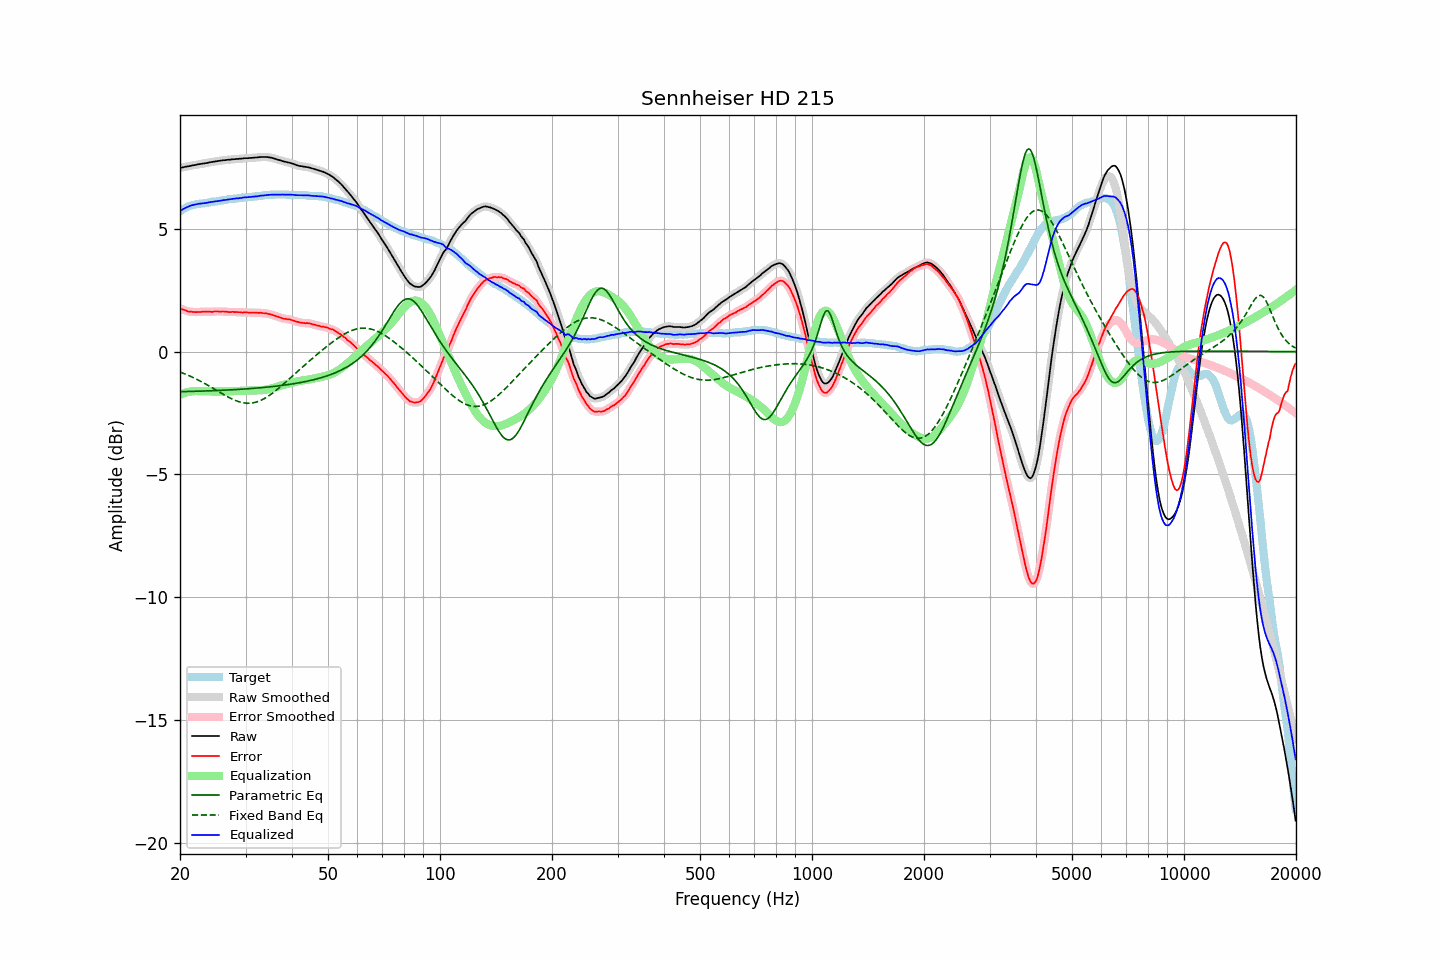 Sennheiser HD 215
Amplitude (dBr)
5
0
−5
−10
−15
−20
Target
Raw Smoothed
Error Smoothed
Raw
Error
Equalization
Parametric Eq
Fixed Band Eq
Equalized
20 50 100 200 500 1000 2000 5000 10000 20000
Frequency (Hz)